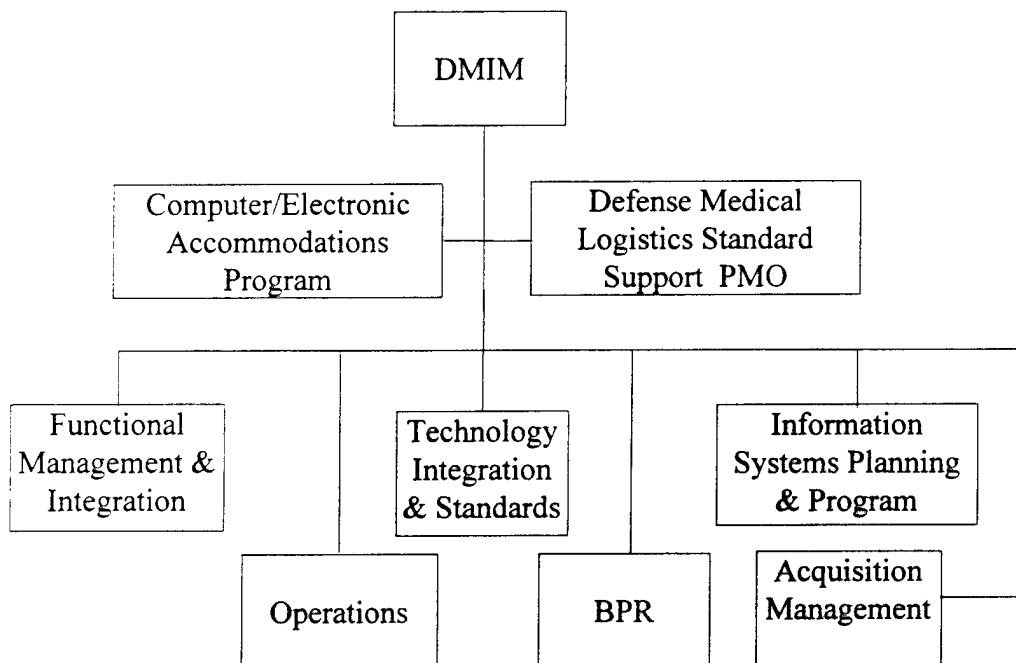 DMIM
Computer/Electronic
Accommodations
Program
Defense Medical
Logistics Standard
Support PMO
Functional
Management &
Integration
Technology
Integration
& Standards
Information
Systems Planning
& Program
Operations
BPR
Acquisition
Management